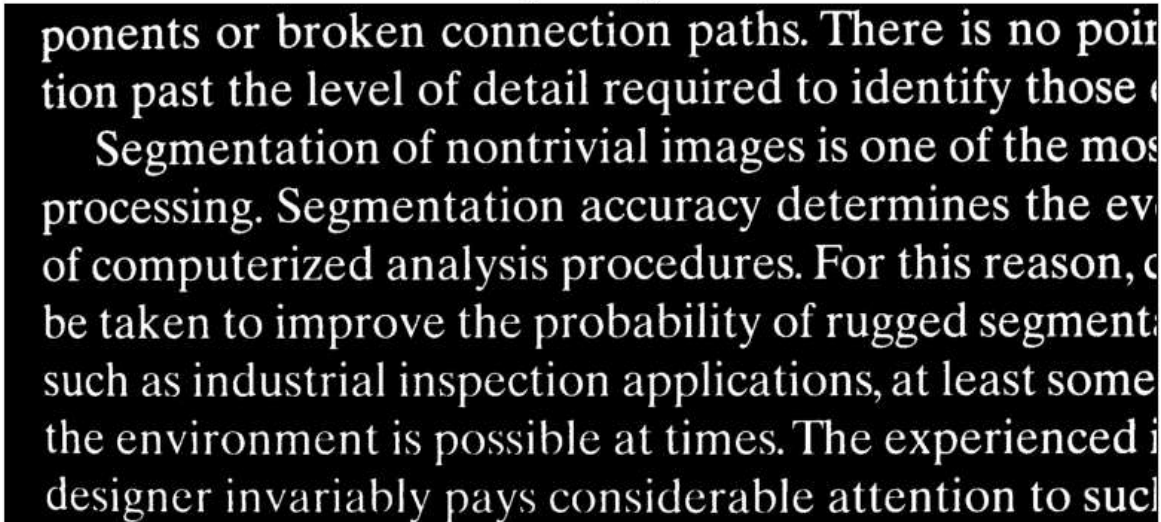 ponents or broken connection paths. There is no poin
tion past the level of detail required to identify those
Segmentation of nontrivial images is one of the mos
processing. Segmentation accuracy determines the ev
of computerized analysis procedures. For this reason, c
be taken to improve the probability of rugged segment
such as industrial inspection applications, at least some
the environment is possible at times. The experienced i
designer invariably pays considerable attention to such